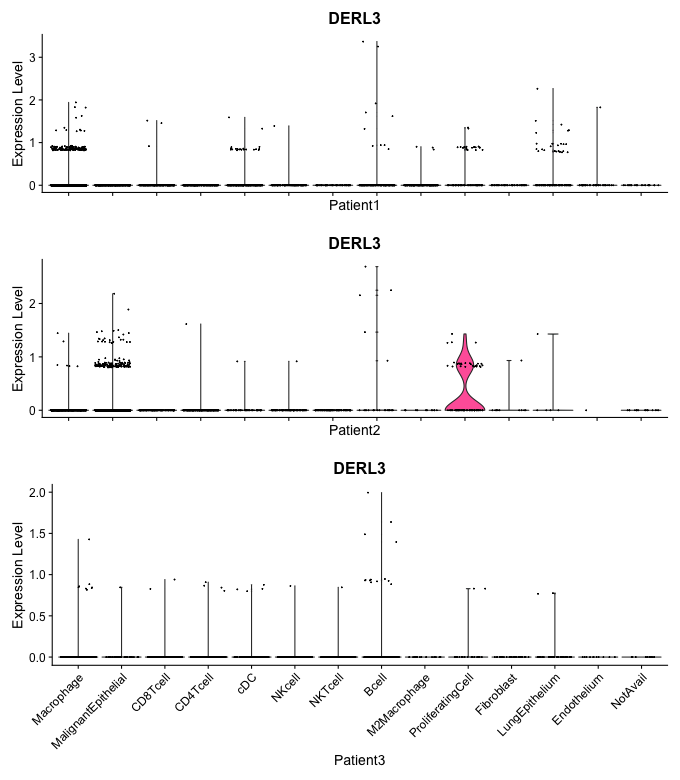 DERL3
Expression Level
3
2
1
0
Patient1
DERL3
Expression Level
2
1
0
Patient2
DERL3
Expression Level
2.0
1.5
1.0
0.5
0.0
Macrophage
MalignantEpithelial
CD8Tcell
CD4Tcell
cDC
NKcell
NKTcell
Bcell
M2Macrophage
ProliferatingCell
Fibroblast
LungEpithelium
Endothelium
NotAvail
Patient3